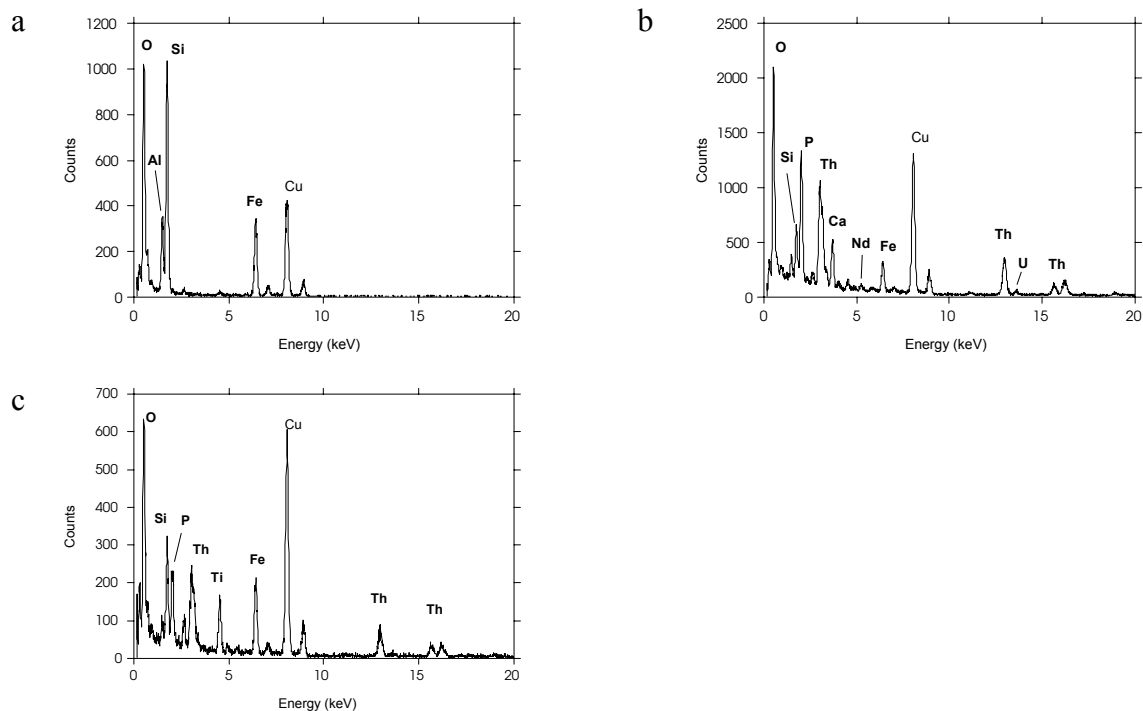 a
1200
1000
800
600
400
200
0
Counts
O
Si
Al
Fe
Cu
0 5 10 15 20
Energy (keV)
b
2500
2000
1500
1000
500
0
Counts
O
P
Si
Th
Ca
Nd
Fe
Cu
Th
U
Th
0 5 10 15 20
Energy (keV)
c
700
600
500
400
300
200
100
0
Counts
O
Si
P
Th
Ti
Fe
Cu
Th
Th
0 5 10 15 20
Energy (keV)